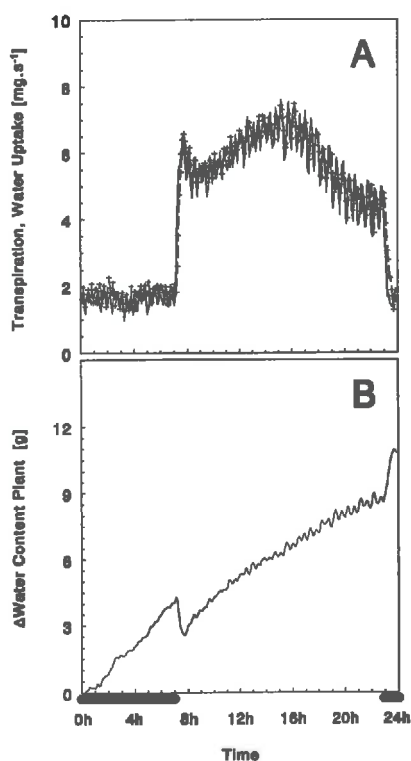 Transpiration, Water Uptake [mg.s⁻¹]
10
8
6
4
2
0
A
ΔWater Content Plant [g]
12
9
6
3
0
B
0h 4h 8h 12h 16h 20h 24h
Time